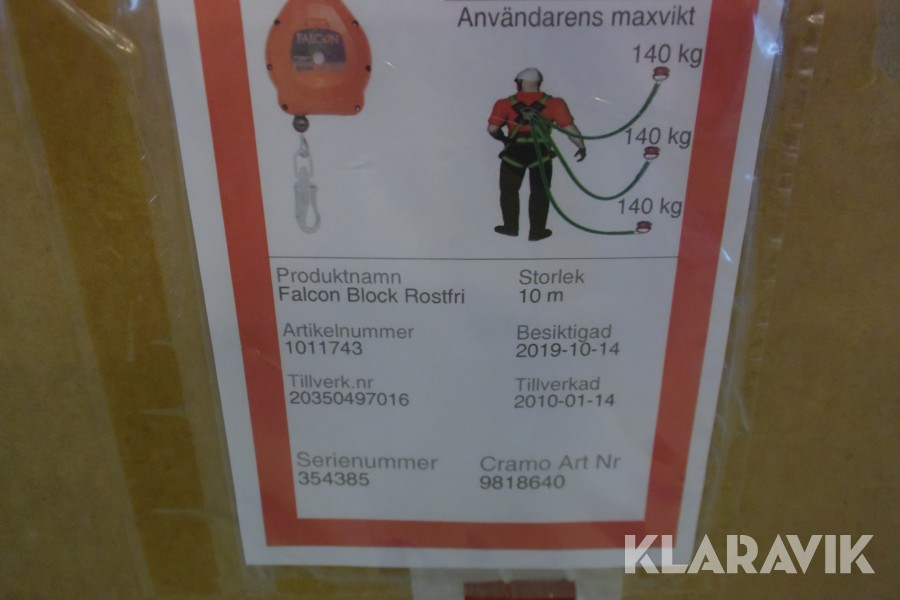 Användarens maxvikt
FALCON
140 kg
140 kg
140 kg
Produktnamn
Falcon Block Rostfri
Storlek
10 m
Artikelnummer
1011743
Besiktigad
2019-10-14
Tillverk.nr
20350497016
Tillverkad
2010-01-14
Serienummer
354385
Cramo Art Nr
9818640
KLARAVIK